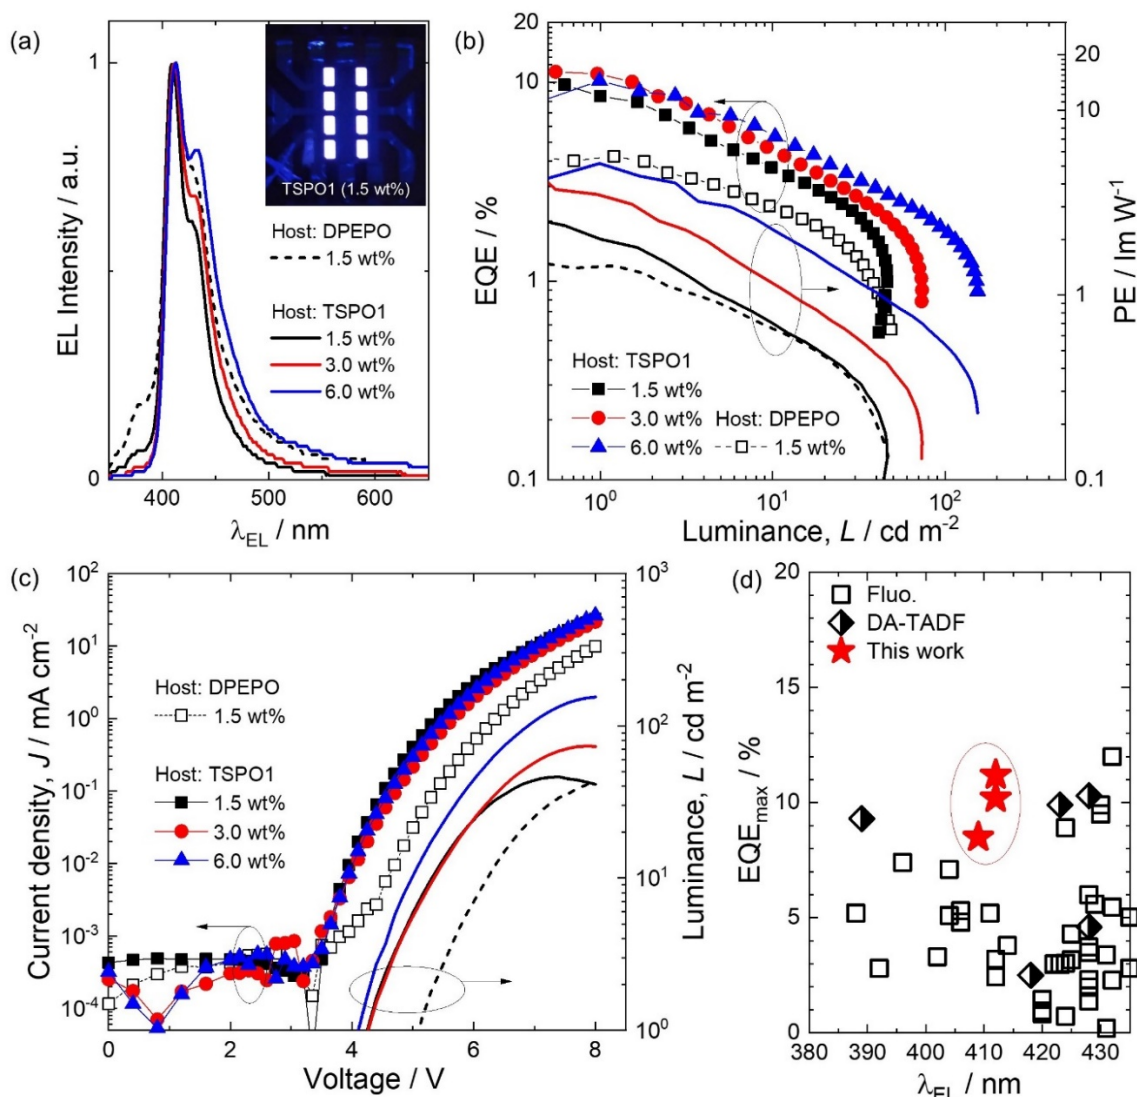 (a)
EL Intensity / a.u.
1
0
TSPO1 (1.5 wt%)
Host: DPEPO
1.5 wt%
Host: TSPO1
1.5 wt%
3.0 wt%
6.0 wt%
400 500 600
λEL / nm
(b)
EQE / %
10
1
0.1
20
10
1
0.1
PE / lm W⁻¹
Host: TSPO1
1.5 wt%
3.0 wt%
6.0 wt%
Host: DPEPO
1.5 wt%
10⁰ 10¹ 10²
Luminance, L / cd m⁻²
(c)
Current density, J / mA cm⁻²
10²
10¹
10⁰
10⁻¹
10⁻²
10⁻³
10⁻⁴
Host: DPEPO
1.5 wt%
Host: TSPO1
1.5 wt%
3.0 wt%
6.0 wt%
10³
10²
10¹
10⁰
Luminance, L / cd m⁻²
0 2 4 6 8
Voltage / V
(d)
EQEmax / %
20
15
10
5
0
Fluo.
DA-TADF
This work
380 390 400 410 420 430
λEL / nm